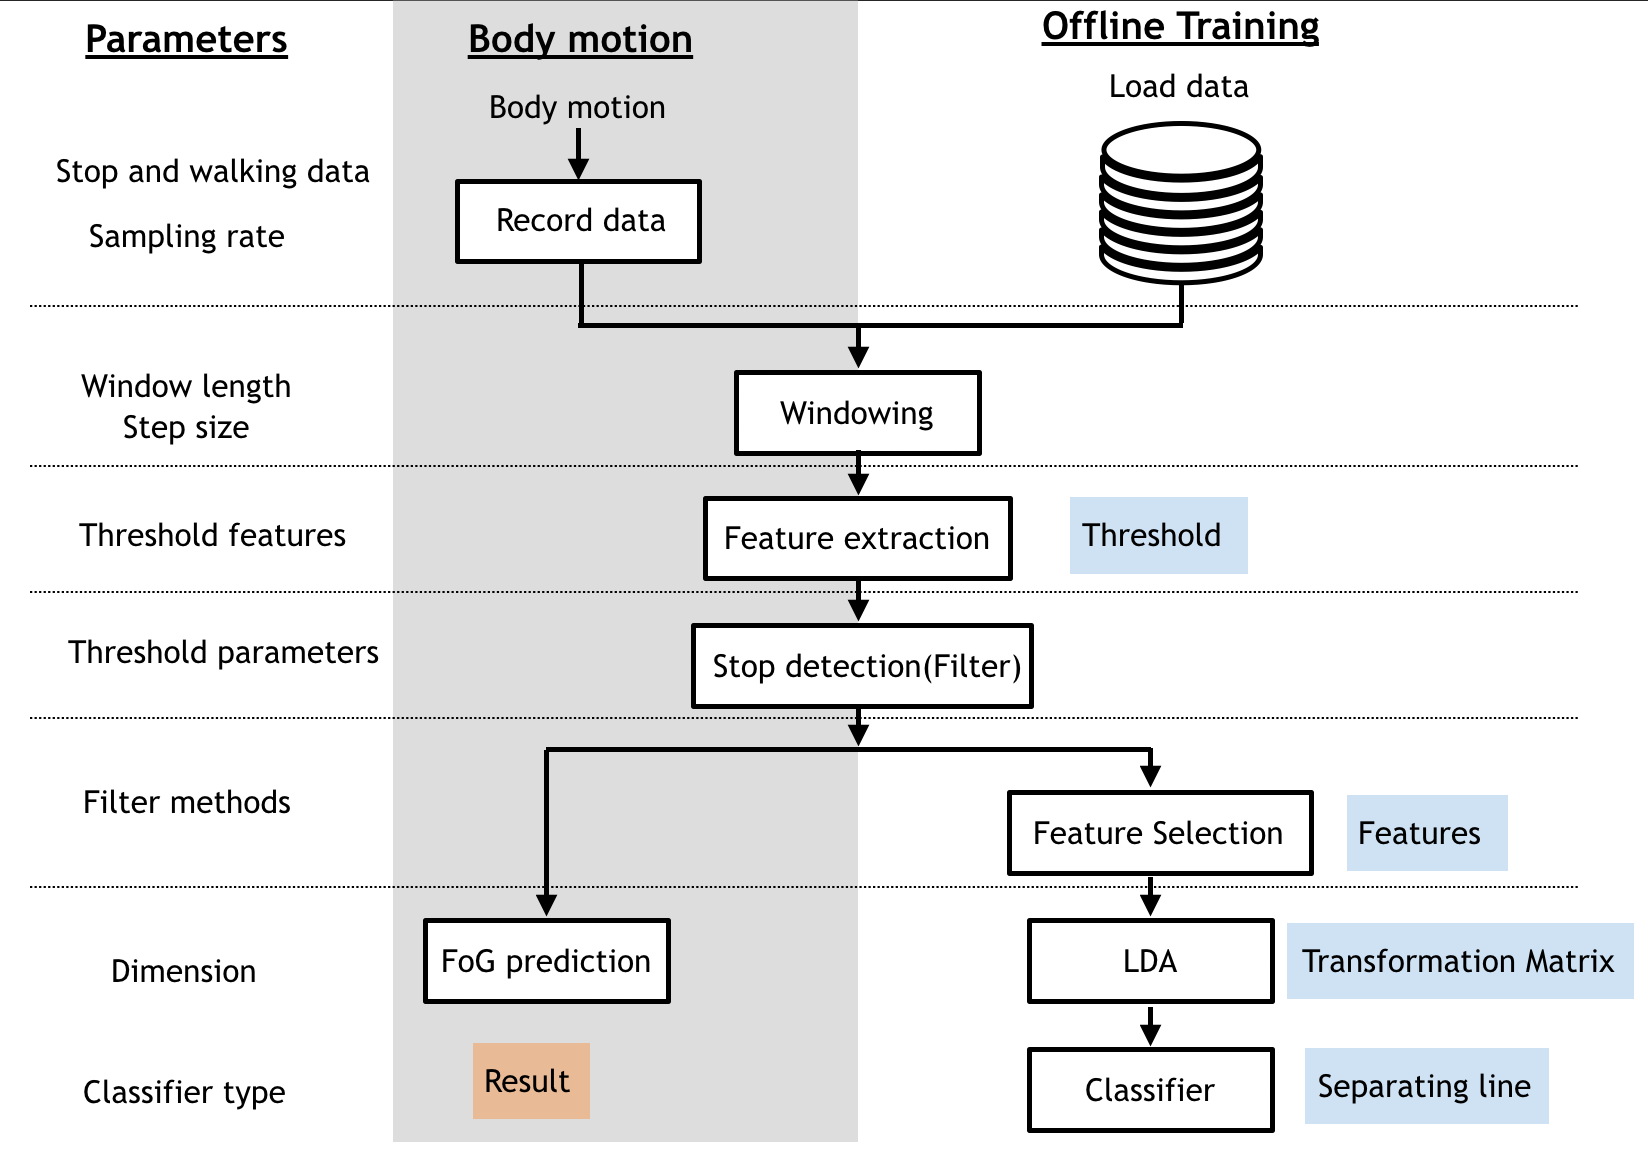 Parameters
Body motion
Offline Training
Load data
Body motion
Stop and walking data
Record data
Sampling rate
Window length
Step size
Windowing
Threshold features
Feature extraction
Threshold
Threshold parameters
Stop detection(Filter)
Filter methods
Feature Selection
Features
Dimension
FoG prediction
LDA
Transformation Matrix
Classifier type
Result
Classifier
Separating line